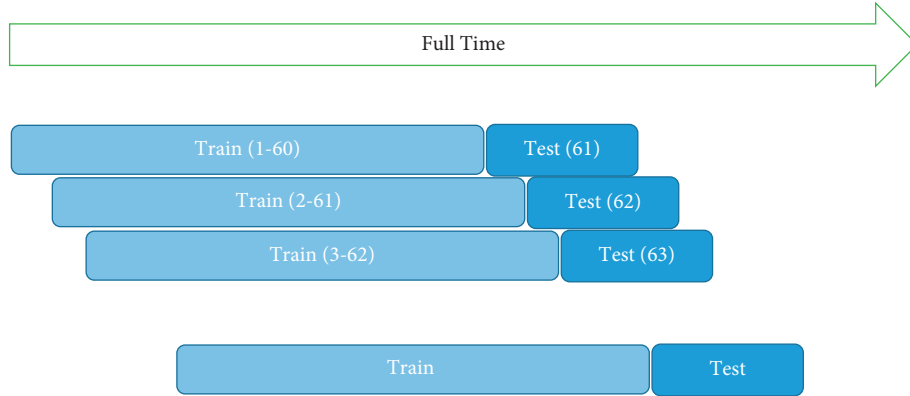 Full Time
Train (1-60) Test (61)
Train (2-61) Test (62)
Train (3-62) Test (63)
Train Test